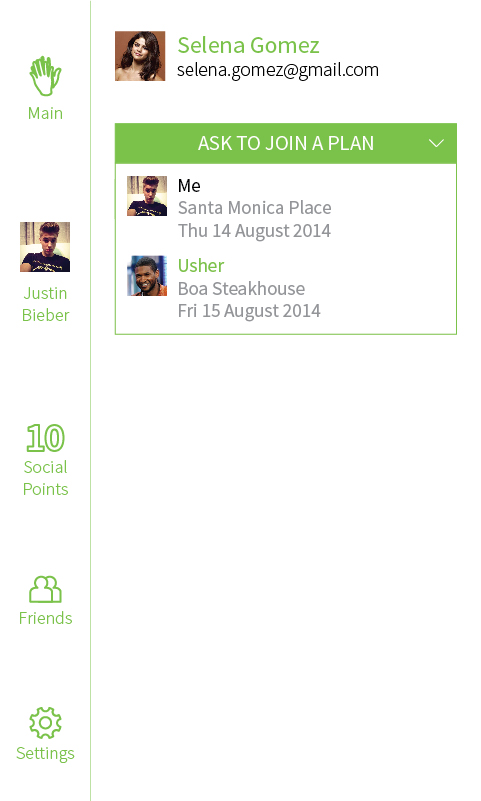 Main
Justin
Bieber
10
Social
Points
Friends
Settings
Selena Gomez
selena.gomez@gmail.com
ASK TO JOIN A PLAN
Me
Santa Monica Place
Thu 14 August 2014
Usher
Boa Steakhouse
Fri 15 August 2014